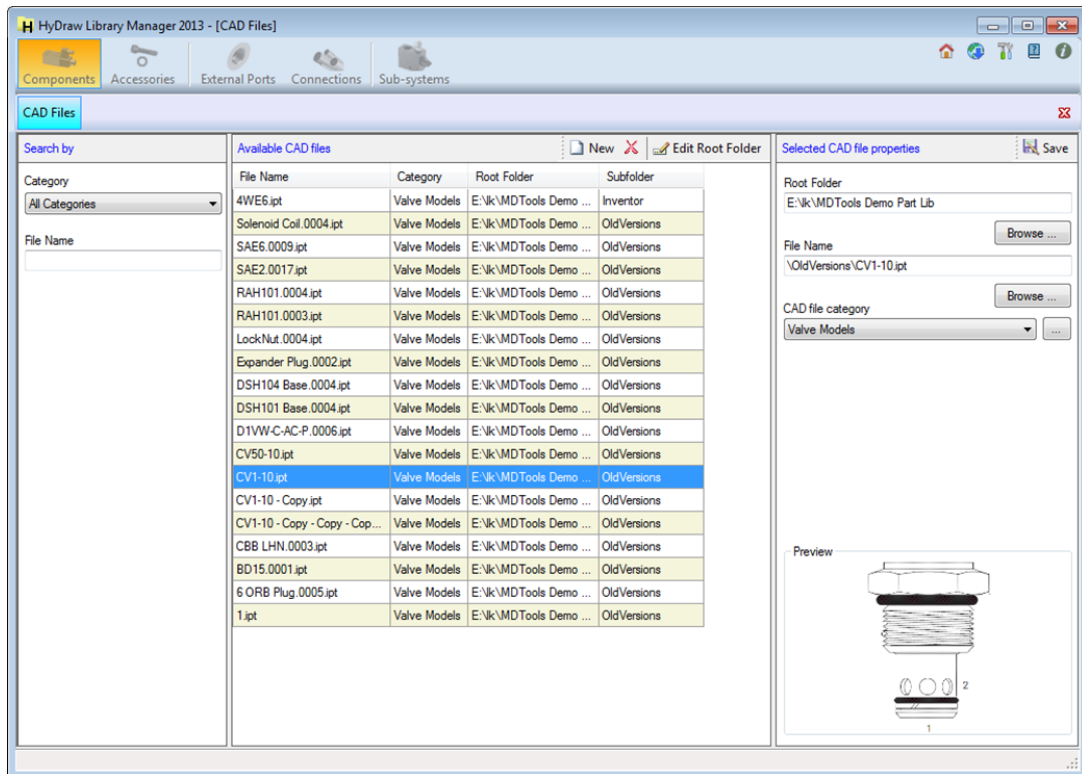 HyDraw Library Manager 2013 - [CAD Files]
Components Accessories External Ports Connections Sub-systems
CAD Files
Search by
Category
All Categories
File Name
Available CAD files New Edit Root Folder
File Name Category Root Folder Subfolder
4WE6.ipt Valve Models E:\lk\MDTools Demo ... Inventor
Solenoid Coil.0004.ipt Valve Models E:\lk\MDTools Demo ... OldVersions
SAE6.0009.ipt Valve Models E:\lk\MDTools Demo ... OldVersions
SAE2.0017.ipt Valve Models E:\lk\MDTools Demo ... OldVersions
RAH101.0004.ipt Valve Models E:\lk\MDTools Demo ... OldVersions
RAH101.0003.ipt Valve Models E:\lk\MDTools Demo ... OldVersions
LockNut.0004.ipt Valve Models E:\lk\MDTools Demo ... OldVersions
Expander Plug.0002.ipt Valve Models E:\lk\MDTools Demo ... OldVersions
DSH104 Base.0004.ipt Valve Models E:\lk\MDTools Demo ... OldVersions
DSH101 Base.0004.ipt Valve Models E:\lk\MDTools Demo ... OldVersions
D1VW-C-AC-P.0006.ipt Valve Models E:\lk\MDTools Demo ... OldVersions
CV50-10.ipt Valve Models E:\lk\MDTools Demo ... OldVersions
CV1-10.ipt Valve Models E:\lk\MDTools Demo ... OldVersions
CV1-10 - Copy.ipt Valve Models E:\lk\MDTools Demo ... OldVersions
CV1-10 - Copy - Copy - Cop... Valve Models E:\lk\MDTools Demo ... OldVersions
CBB LHN.0003.ipt Valve Models E:\lk\MDTools Demo ... OldVersions
BD15.0001.ipt Valve Models E:\lk\MDTools Demo ... OldVersions
6 ORB Plug.0005.ipt Valve Models E:\lk\MDTools Demo ... OldVersions
1.ipt Valve Models E:\lk\MDTools Demo ... OldVersions
Selected CAD file properties Save
Root Folder
E:\lk\MDTools Demo Part Lib
Browse ...
File Name
\OldVersions\CV1-10.ipt
Browse ...
CAD file category
Valve Models ...
Preview
2
1